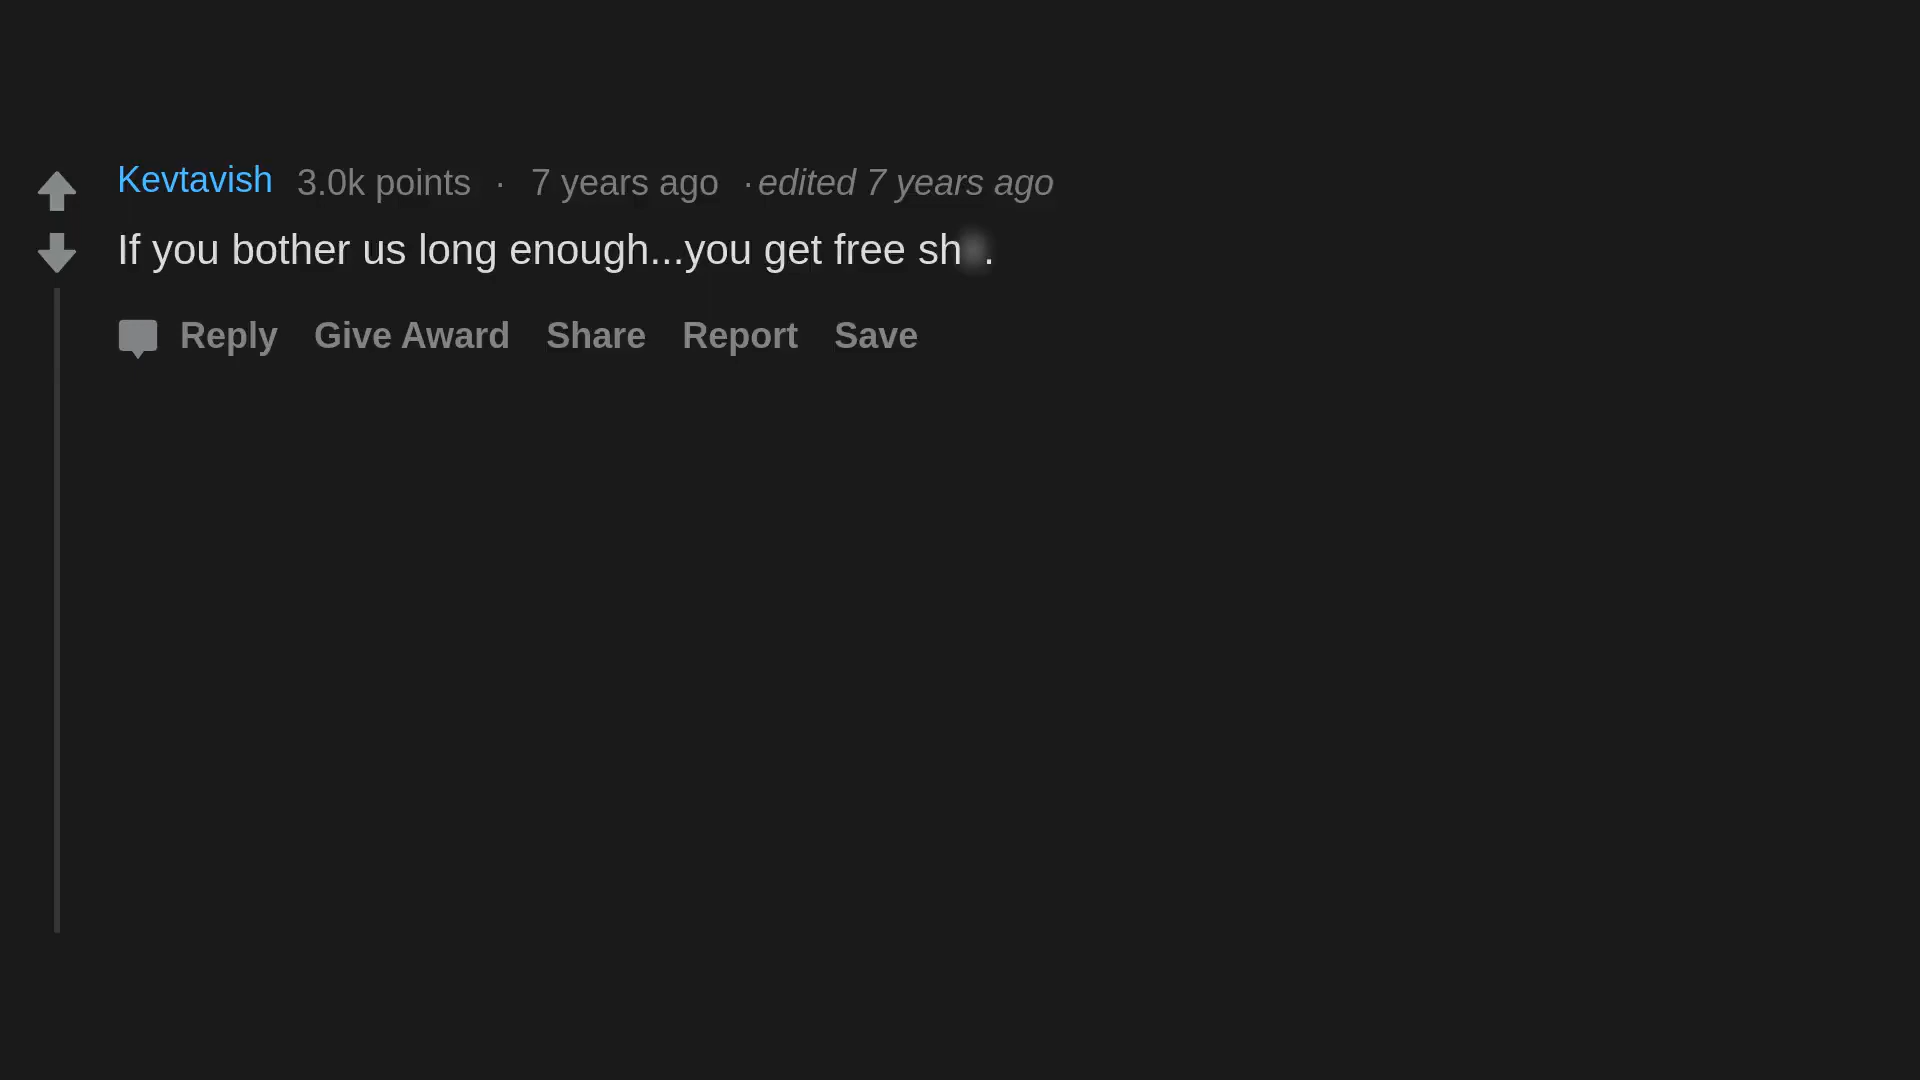 Kevtavish 3.0k points · 7 years ago · edited 7 years ago
If you bother us long enough...you get free
Reply Give Award Share Report Save